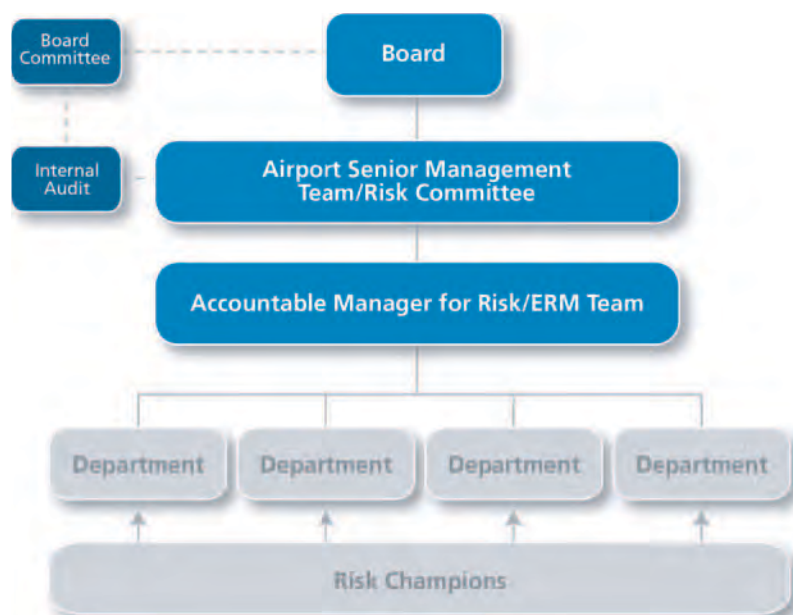 Board
Committee
Board
Internal
Audit
Airport Senior Management
Team/Risk Committee
Accountable Manager for Risk/ERM Team
Department
Department
Department
Department
Risk Champions